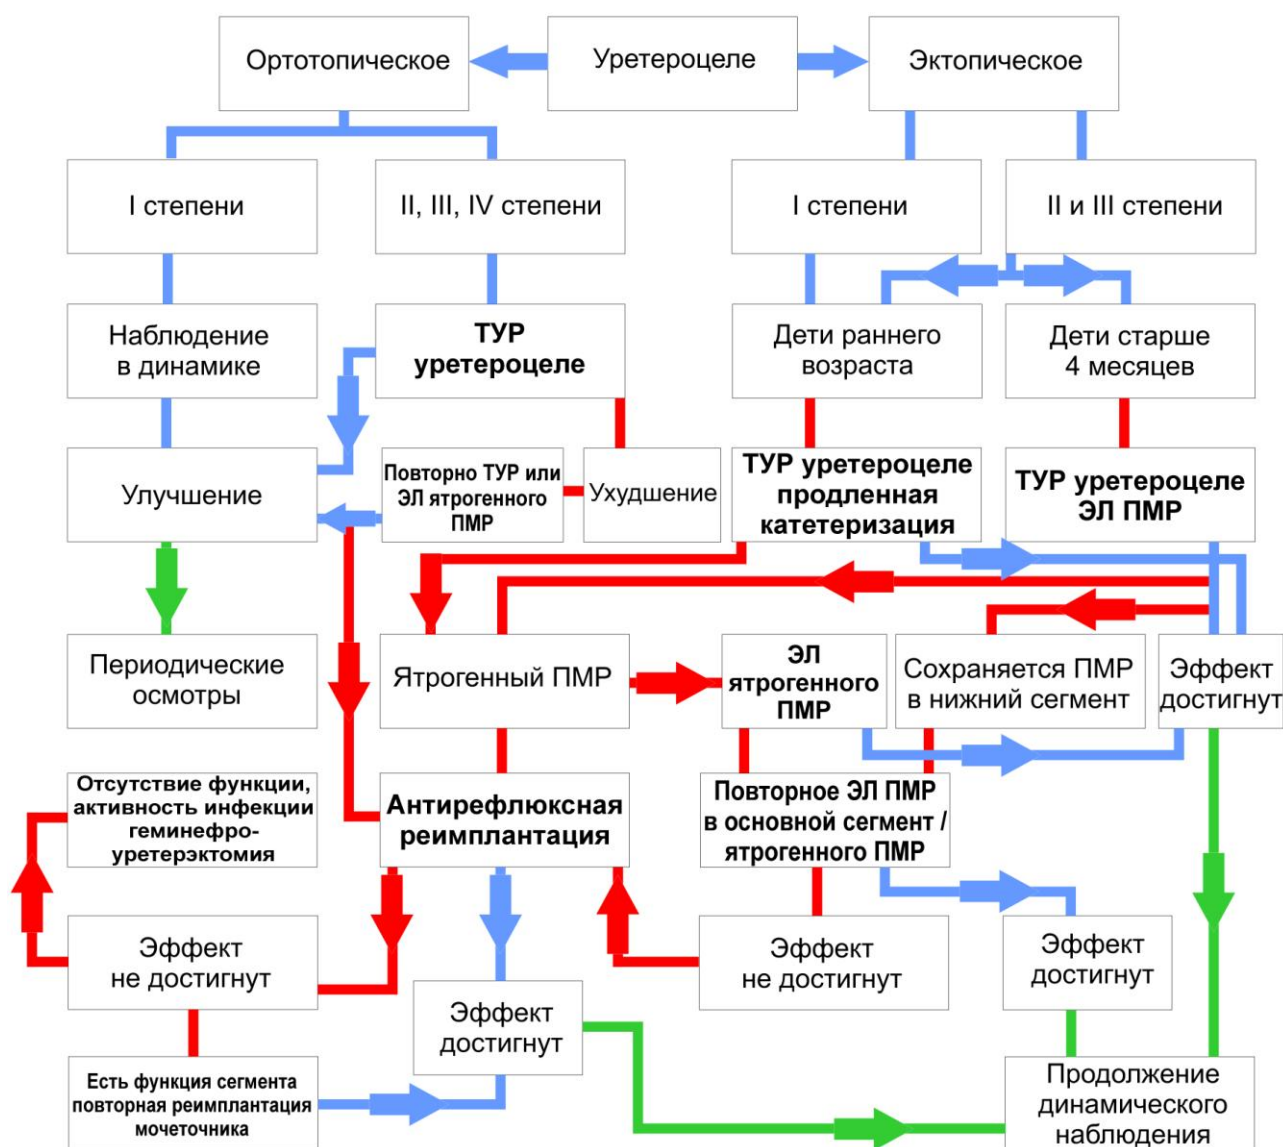 Ортотопическое
Уретероцеле
Эктопическое
I степени
II, III, IV степени
I степени
II и III степени
Наблюдение
в динамике
ТУР
уретероцеле
Дети раннего
возраста
Дети старше
4 месяцев
Улучшение
Повторно ТУР или
ЭЛ ятрогенного
ПМР
Ухудшение
ТУР уретероцеле
продленная
катетеризация
ТУР уретероцеле
ЭЛ ПМР
Периодические
осмотры
Ятрогенный ПМР
ЭЛ
ятрогенного
ПМР
Сохраняется ПМР
в нижний сегмент
Эффект
достигнут
Отсутствие функции,
активность инфекции
геминефро-
уретерэктомия
Антирефлюксная
реимплантация
Повторное ЭЛ ПМР
в основной сегмент /
ятрогенного ПМР
Эффект
не достигнут
Эффект
достигнут
Эффект
не достигнут
Эффект
достигнут
Есть функция сегмента
повторная реимплантация
мочеточника
Продолжение
динамического
наблюдения